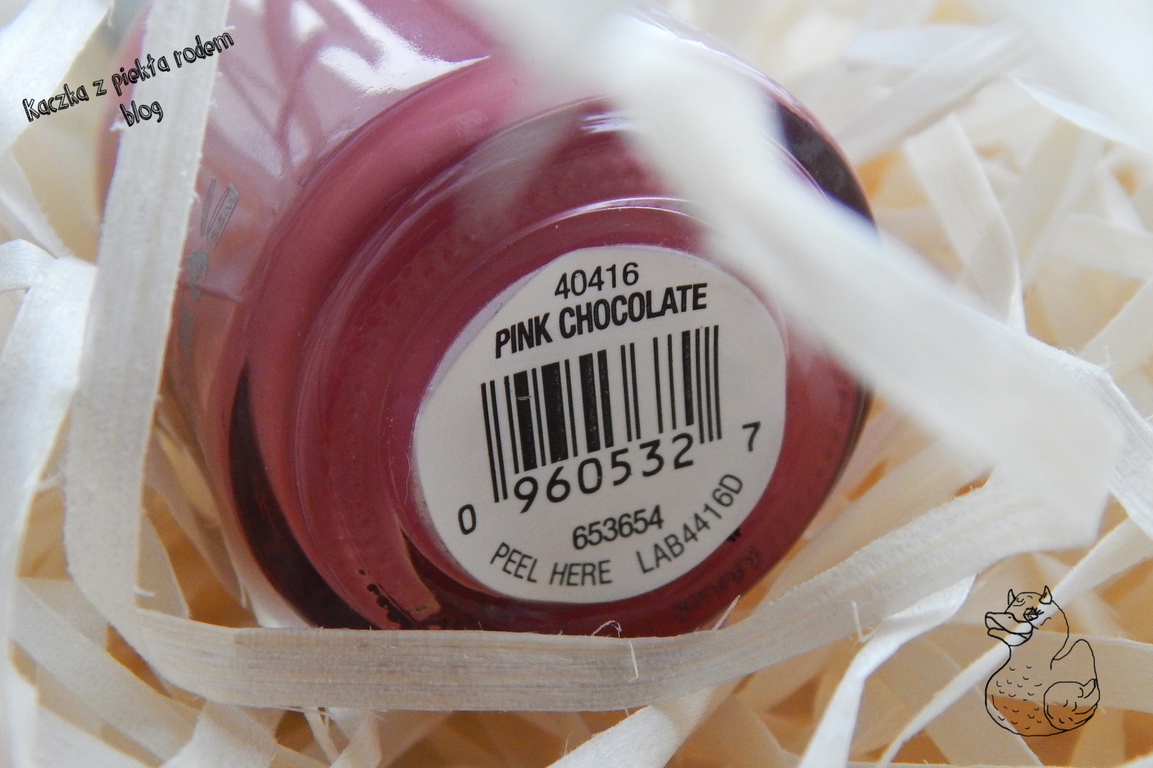 Kaczka z piekła rodem
blog
40416
PINK CHOCOLATE
0 960532 7
653654
PEEL HERE LAB4416D